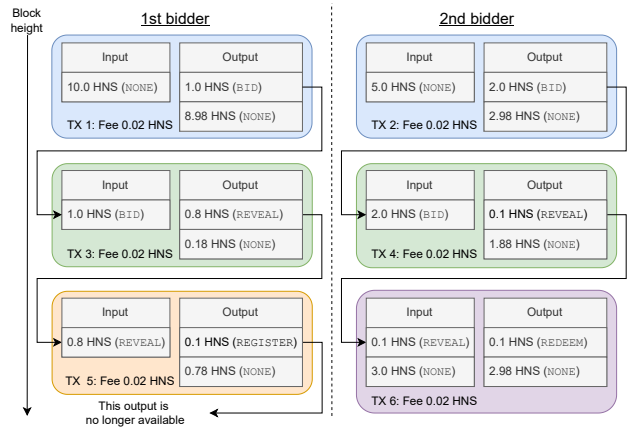 Block
height
1st bidder
2nd bidder
Input
Output
10.0 HNS (NONE)
1.0 HNS (BID)
8.98 HNS (NONE)
TX 1: Fee 0.02 HNS
Input
Output
5.0 HNS (NONE)
2.0 HNS (BID)
2.98 HNS (NONE)
TX 2: Fee 0.02 HNS
Input
Output
1.0 HNS (BID)
0.8 HNS (REVEAL)
0.18 HNS (NONE)
TX 3: Fee 0.02 HNS
Input
Output
2.0 HNS (BID)
0.1 HNS (REVEAL)
1.88 HNS (NONE)
TX 4: Fee 0.02 HNS
Input
Output
0.8 HNS (REVEAL)
0.1 HNS (REGISTER)
0.78 HNS (NONE)
TX 5: Fee 0.02 HNS
Input
Output
0.1 HNS (REVEAL)
0.1 HNS (REDEEM)
3.0 HNS (NONE)
2.98 HNS (NONE)
TX 6: Fee 0.02 HNS
This output is
no longer available